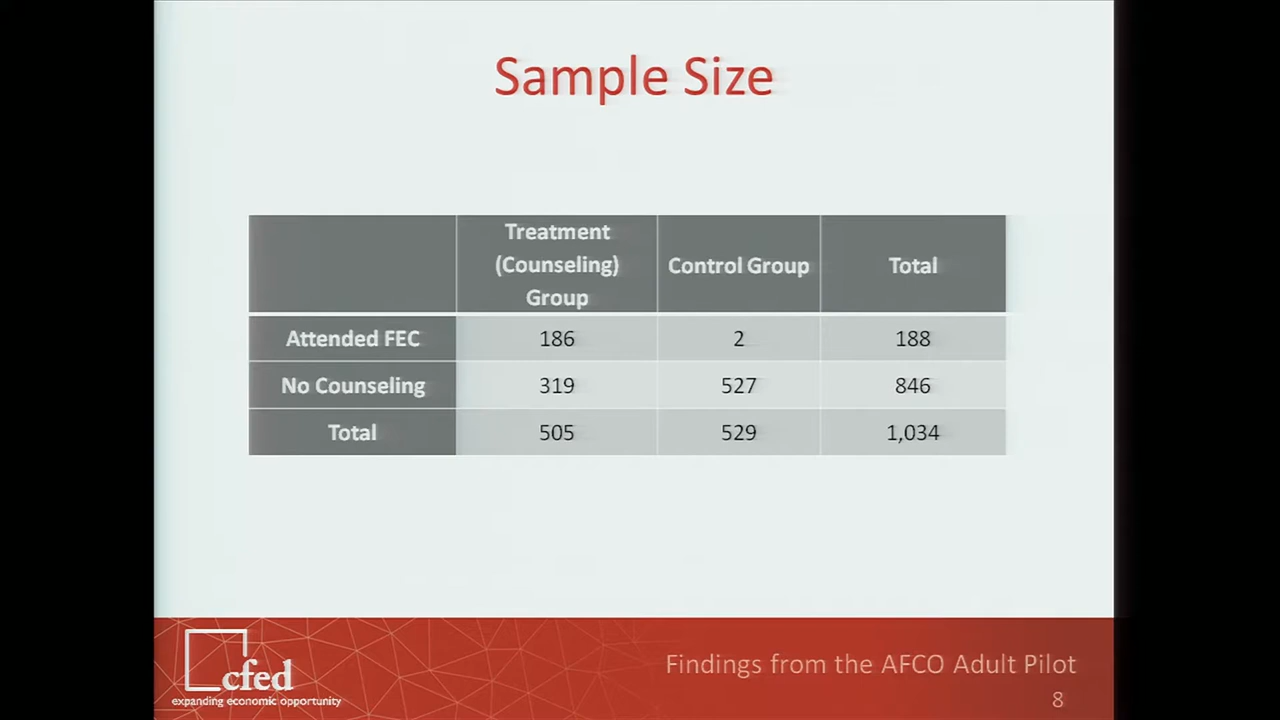 Sample Size
Treatment
(Counseling)
Group
Control Group
Total
Attended FEC 186 2 188
No Counseling 319 527 846
Total 505 529 1,034
cfed
expanding economic opportunity
Findings from the AFCO Adult Pilot
8